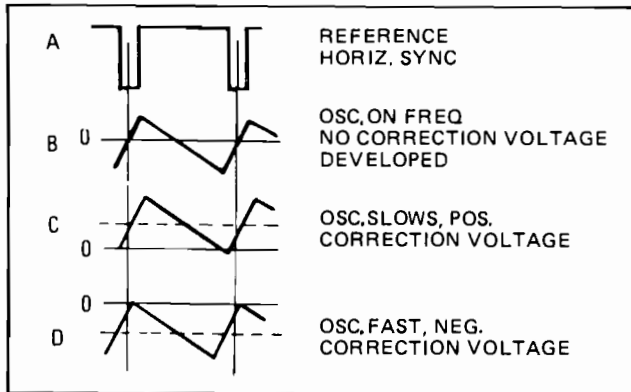 A
REFERENCE
HORIZ. SYNC
B
0
OSC. ON FREQ
NO CORRECTION VOLTAGE
DEVELOPED
C
0
OSC. SLOWS, POS.
CORRECTION VOLTAGE
0
D
OSC. FAST, NEG.
CORRECTION VOLTAGE